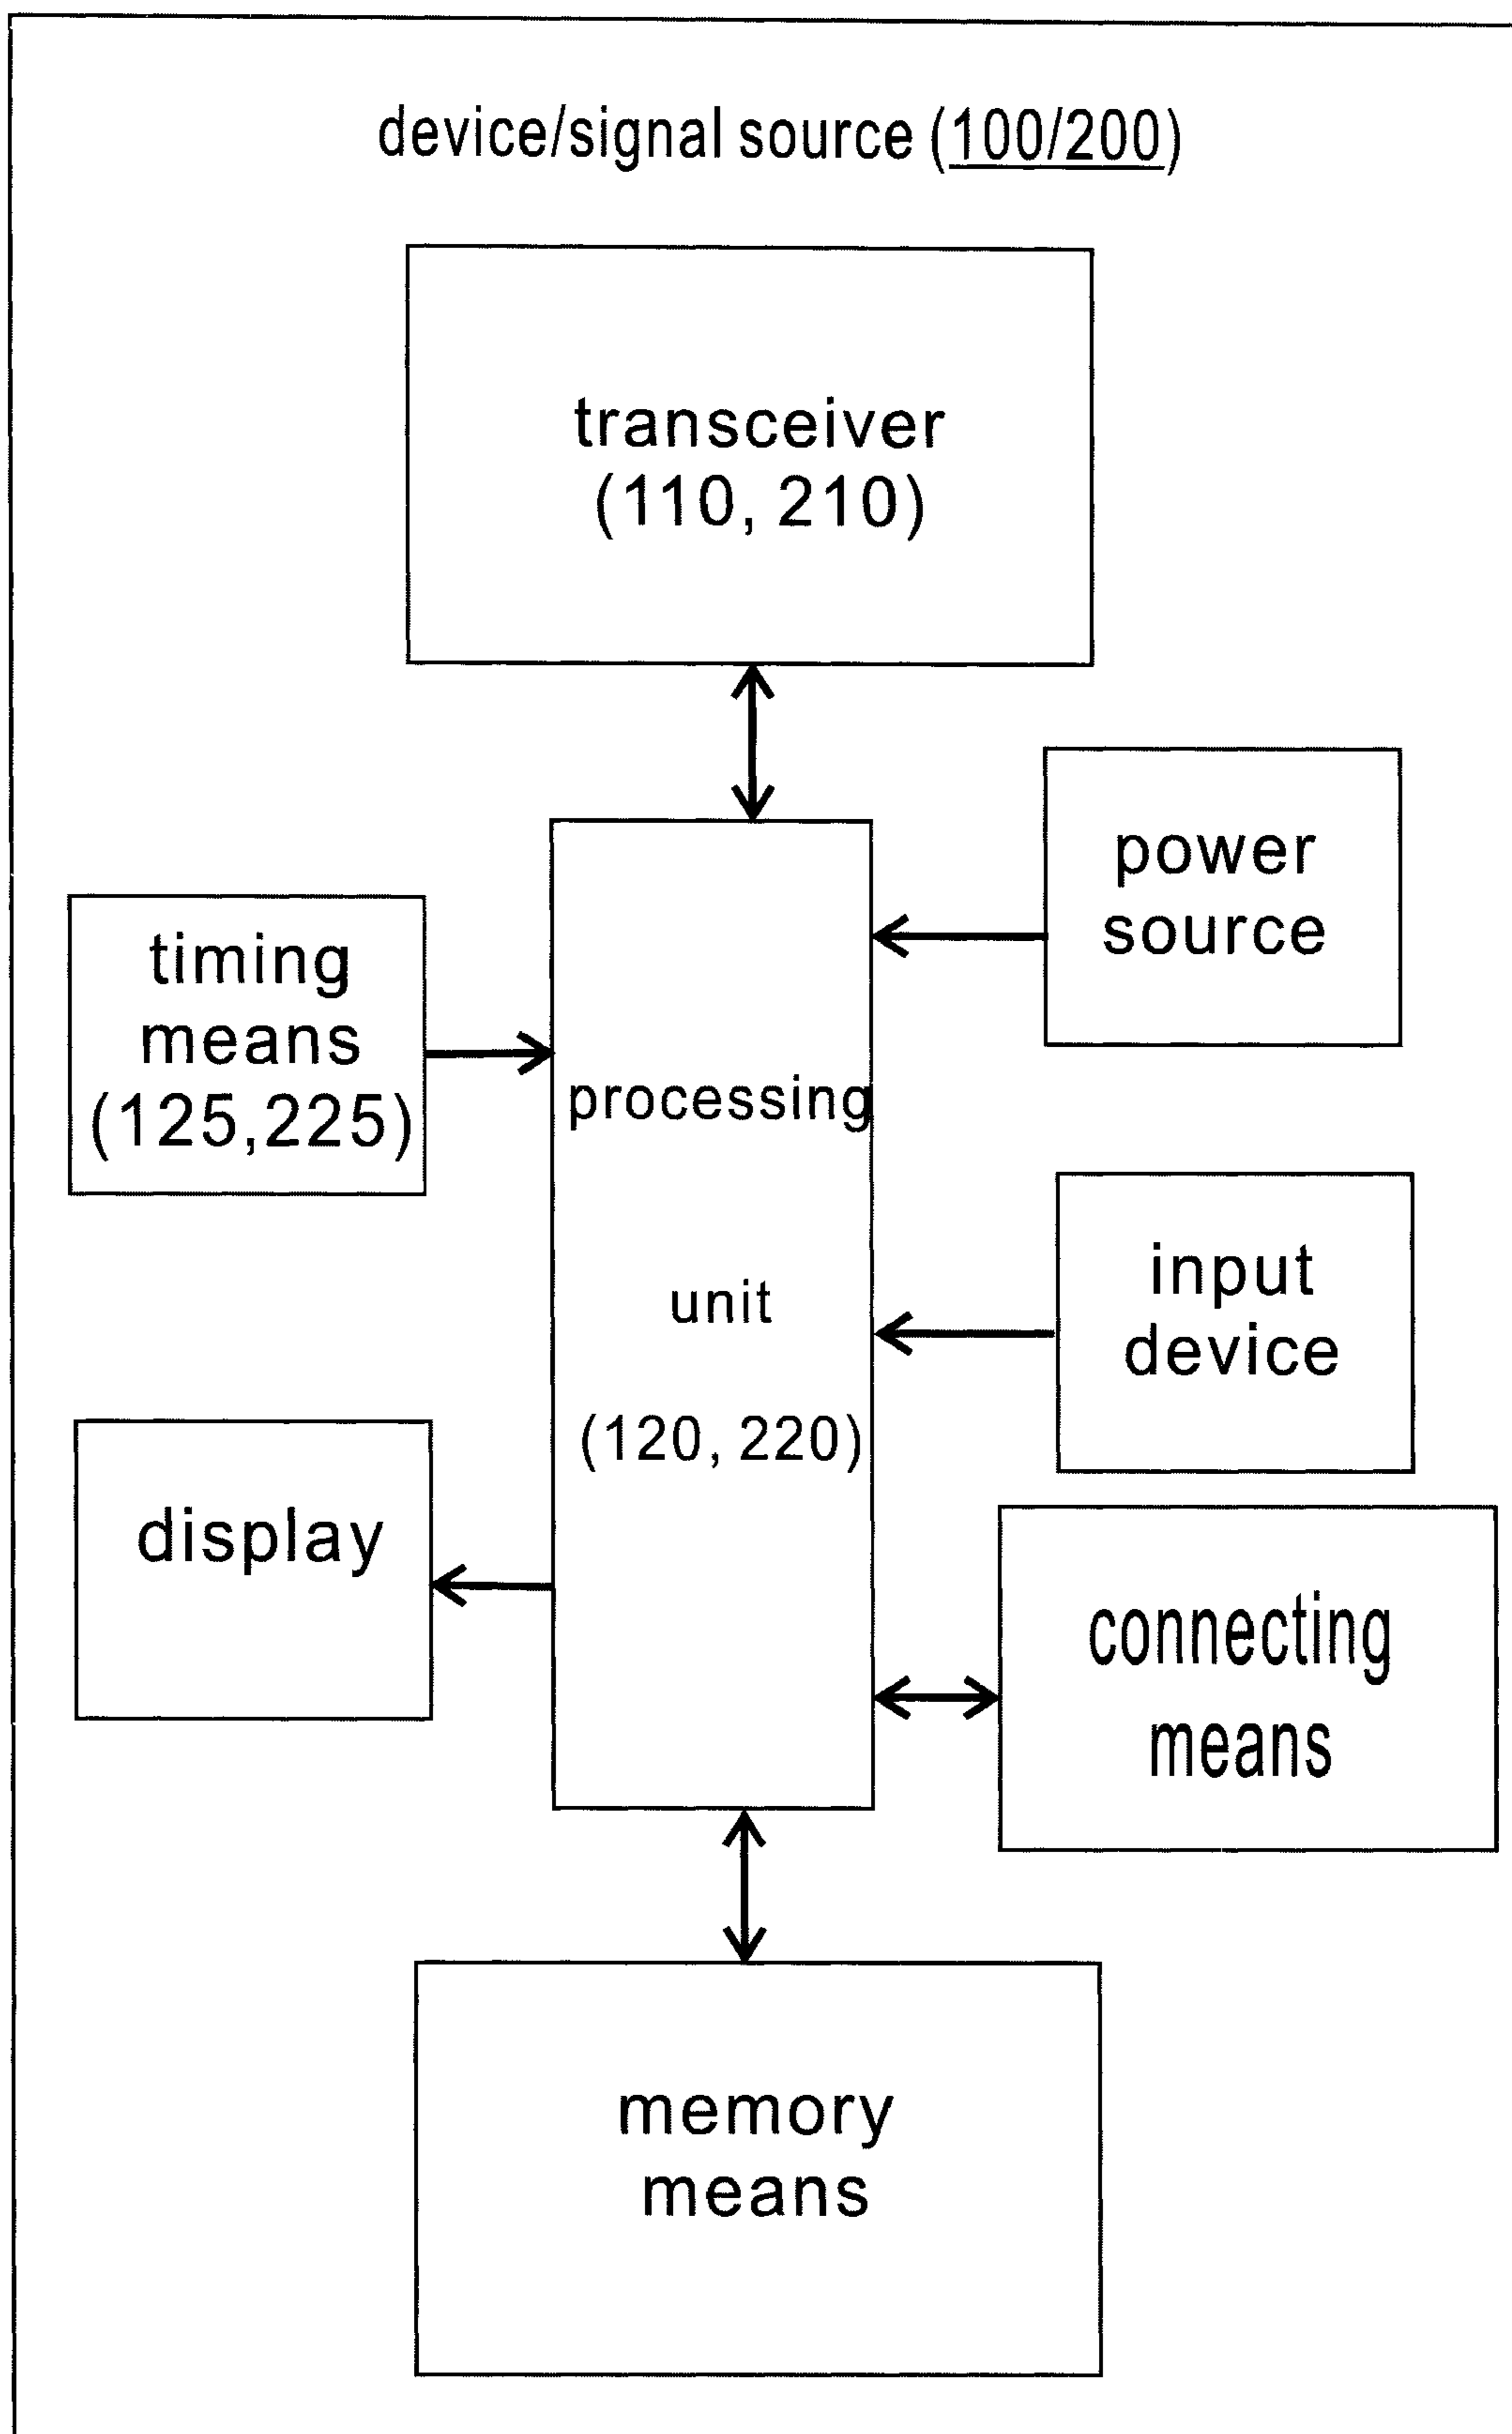 device/signal source (100/200)
transceiver
(110, 210)
power
source
timing
means
(125,225)
processing
unit
(120, 220)
input
device
display
connecting
means
memory
means